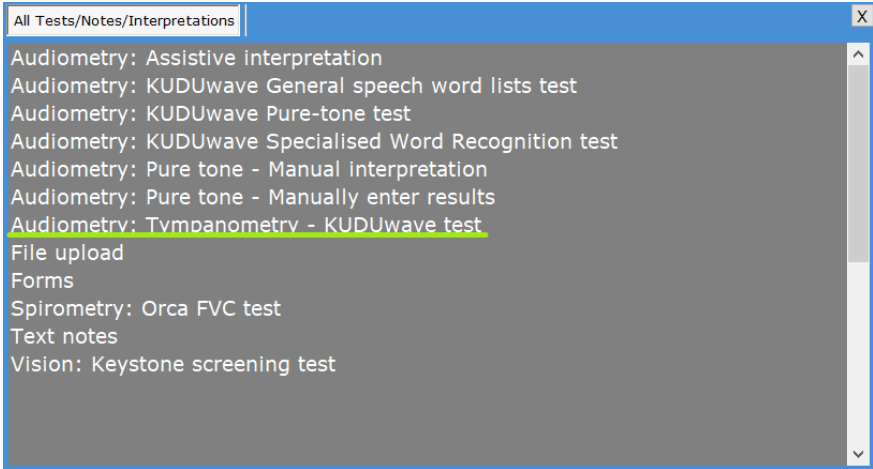 All Tests/Notes/Interpretations
X
Audiometry: Assistive interpretation
Audiometry: KUDUwave General speech word lists test
Audiometry: KUDUwave Pure-tone test
Audiometry: KUDUwave Specialised Word Recognition test
Audiometry: Pure tone - Manual interpretation
Audiometry: Pure tone - Manually enter results
Audiometry: Tympanometry - KUDUwave test
File upload
Forms
Spirometry: Orca FVC test
Text notes
Vision: Keystone screening test